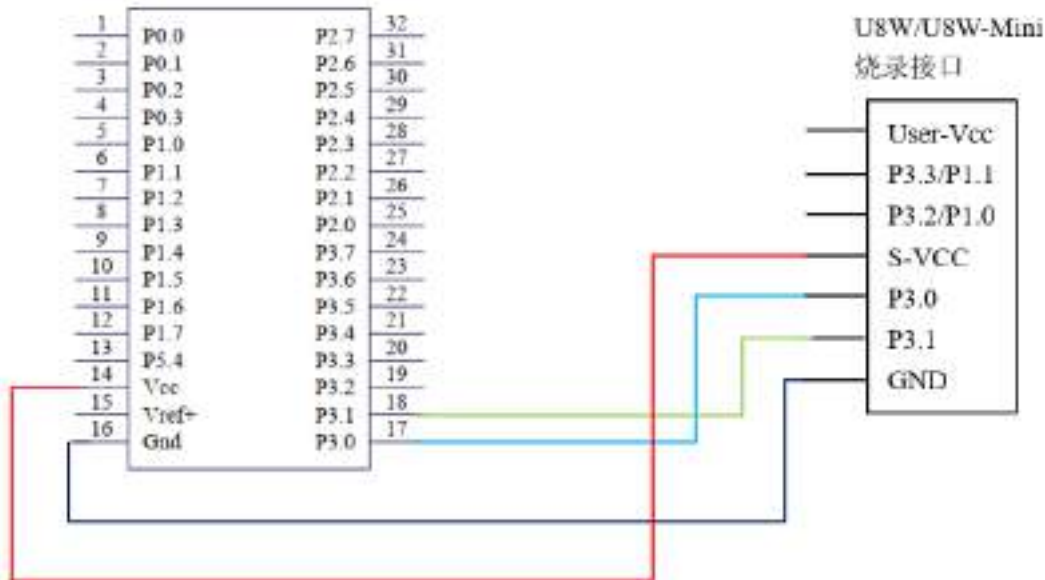 1 P0.0 P2.7 32
2 P0.1 P2.6 31
3 P0.2 P2.5 30
4 P0.3 P2.4 29
5 P1.0 P2.3 28
6 P1.1 P2.2 27
7 P1.2 P2.1 26
8 P1.3 P2.0 25
9 P1.4 P3.7 24
10 P1.5 P3.6 23
11 P1.6 P3.5 22
12 P1.7 P3.4 21
13 P5.4 P3.3 20
14 Vcc P3.2 19
15 Vref+ P3.1 18
16 Gnd P3.0 17
U8W/U8W-Mini
烧录接口
User-Vcc
P3.3/P1.1
P3.2/P1.0
S-VCC
P3.0
P3.1
GND